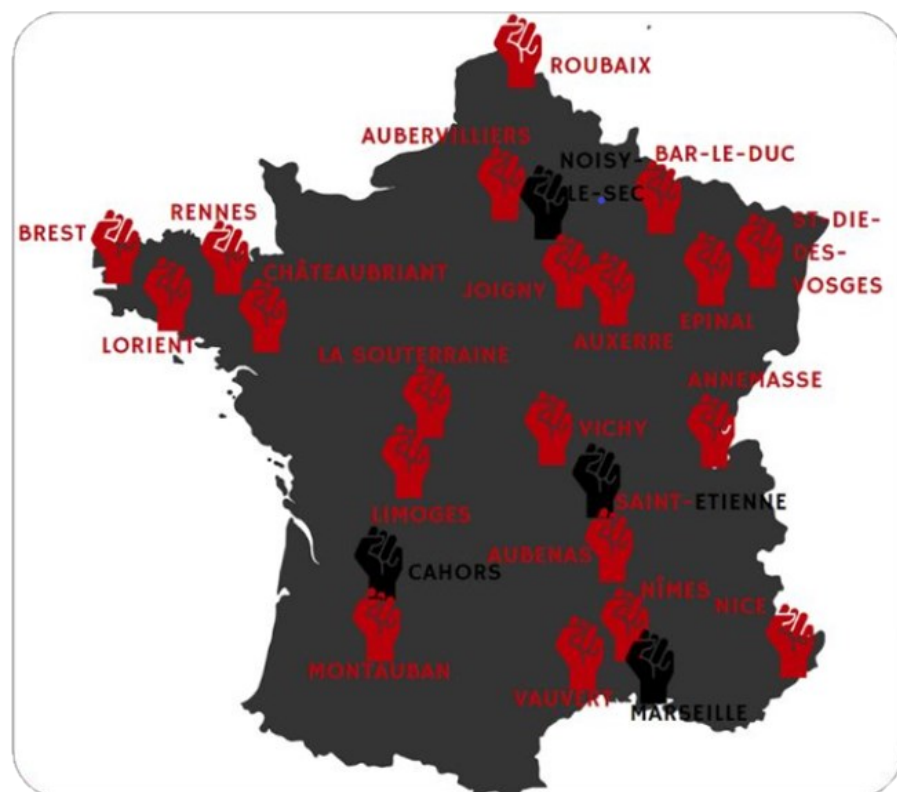 ROUBAIX
AUBERVILLIERS
NOISY-
LE-SEC
BAR-LE-DUC
RENNES
BREST
ST-DIE-
DES-
VOSGES
CHÂTEAUBRIANT
JOIGNY
LORIENT
AUXERRE
EPINAL
LA SOUTERRAINE
ANNEMASSE
VICHY
SAINT-ETIENNE
LIMOGES
AUBENAS
CAHORS
NÎMES
NICE
MONTAUBAN
VAUVERT
MARSEILLE